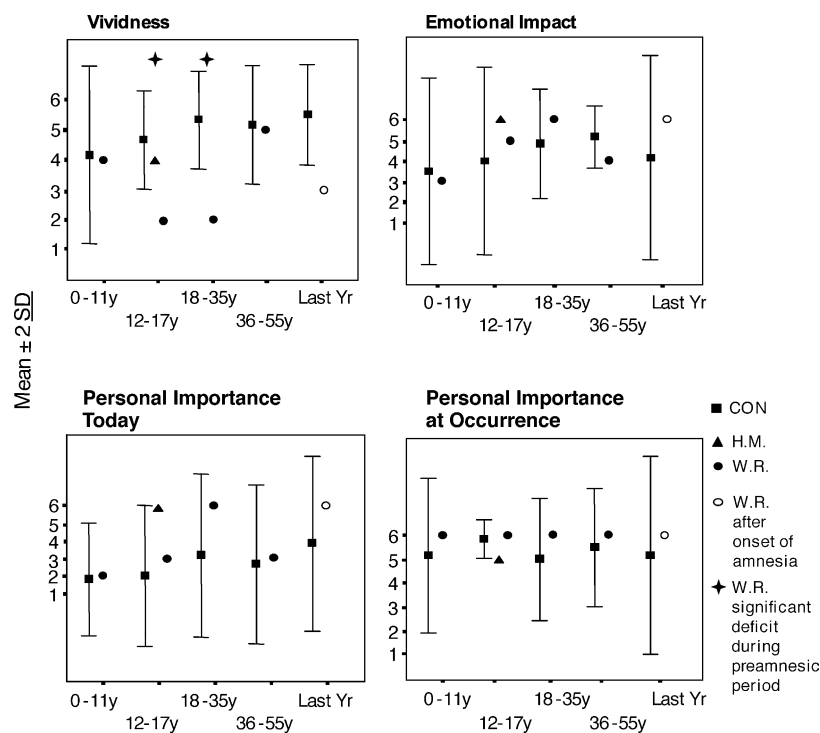 Vividness
Emotional Impact
6
5
4
3
2
1
6
5
4
3
2
1
0-11y
18-35y
Last Yr
12-17y
36-55y
0-11y
18-35y
Last Yr
12-17y
36-55y
Mean ± 2 SD
Personal Importance
Today
Personal Importance
at Occurrence
6
5
4
3
2
1
6
5
4
3
2
1
0-11y
18-35y
Last Yr
12-17y
36-55y
0-11y
18-35y
Last Yr
12-17y
36-55y
CON
H.M.
W.R.
W.R.
after
onset of
amnesia
W.R.
significant
deficit
during
preamnesic
period